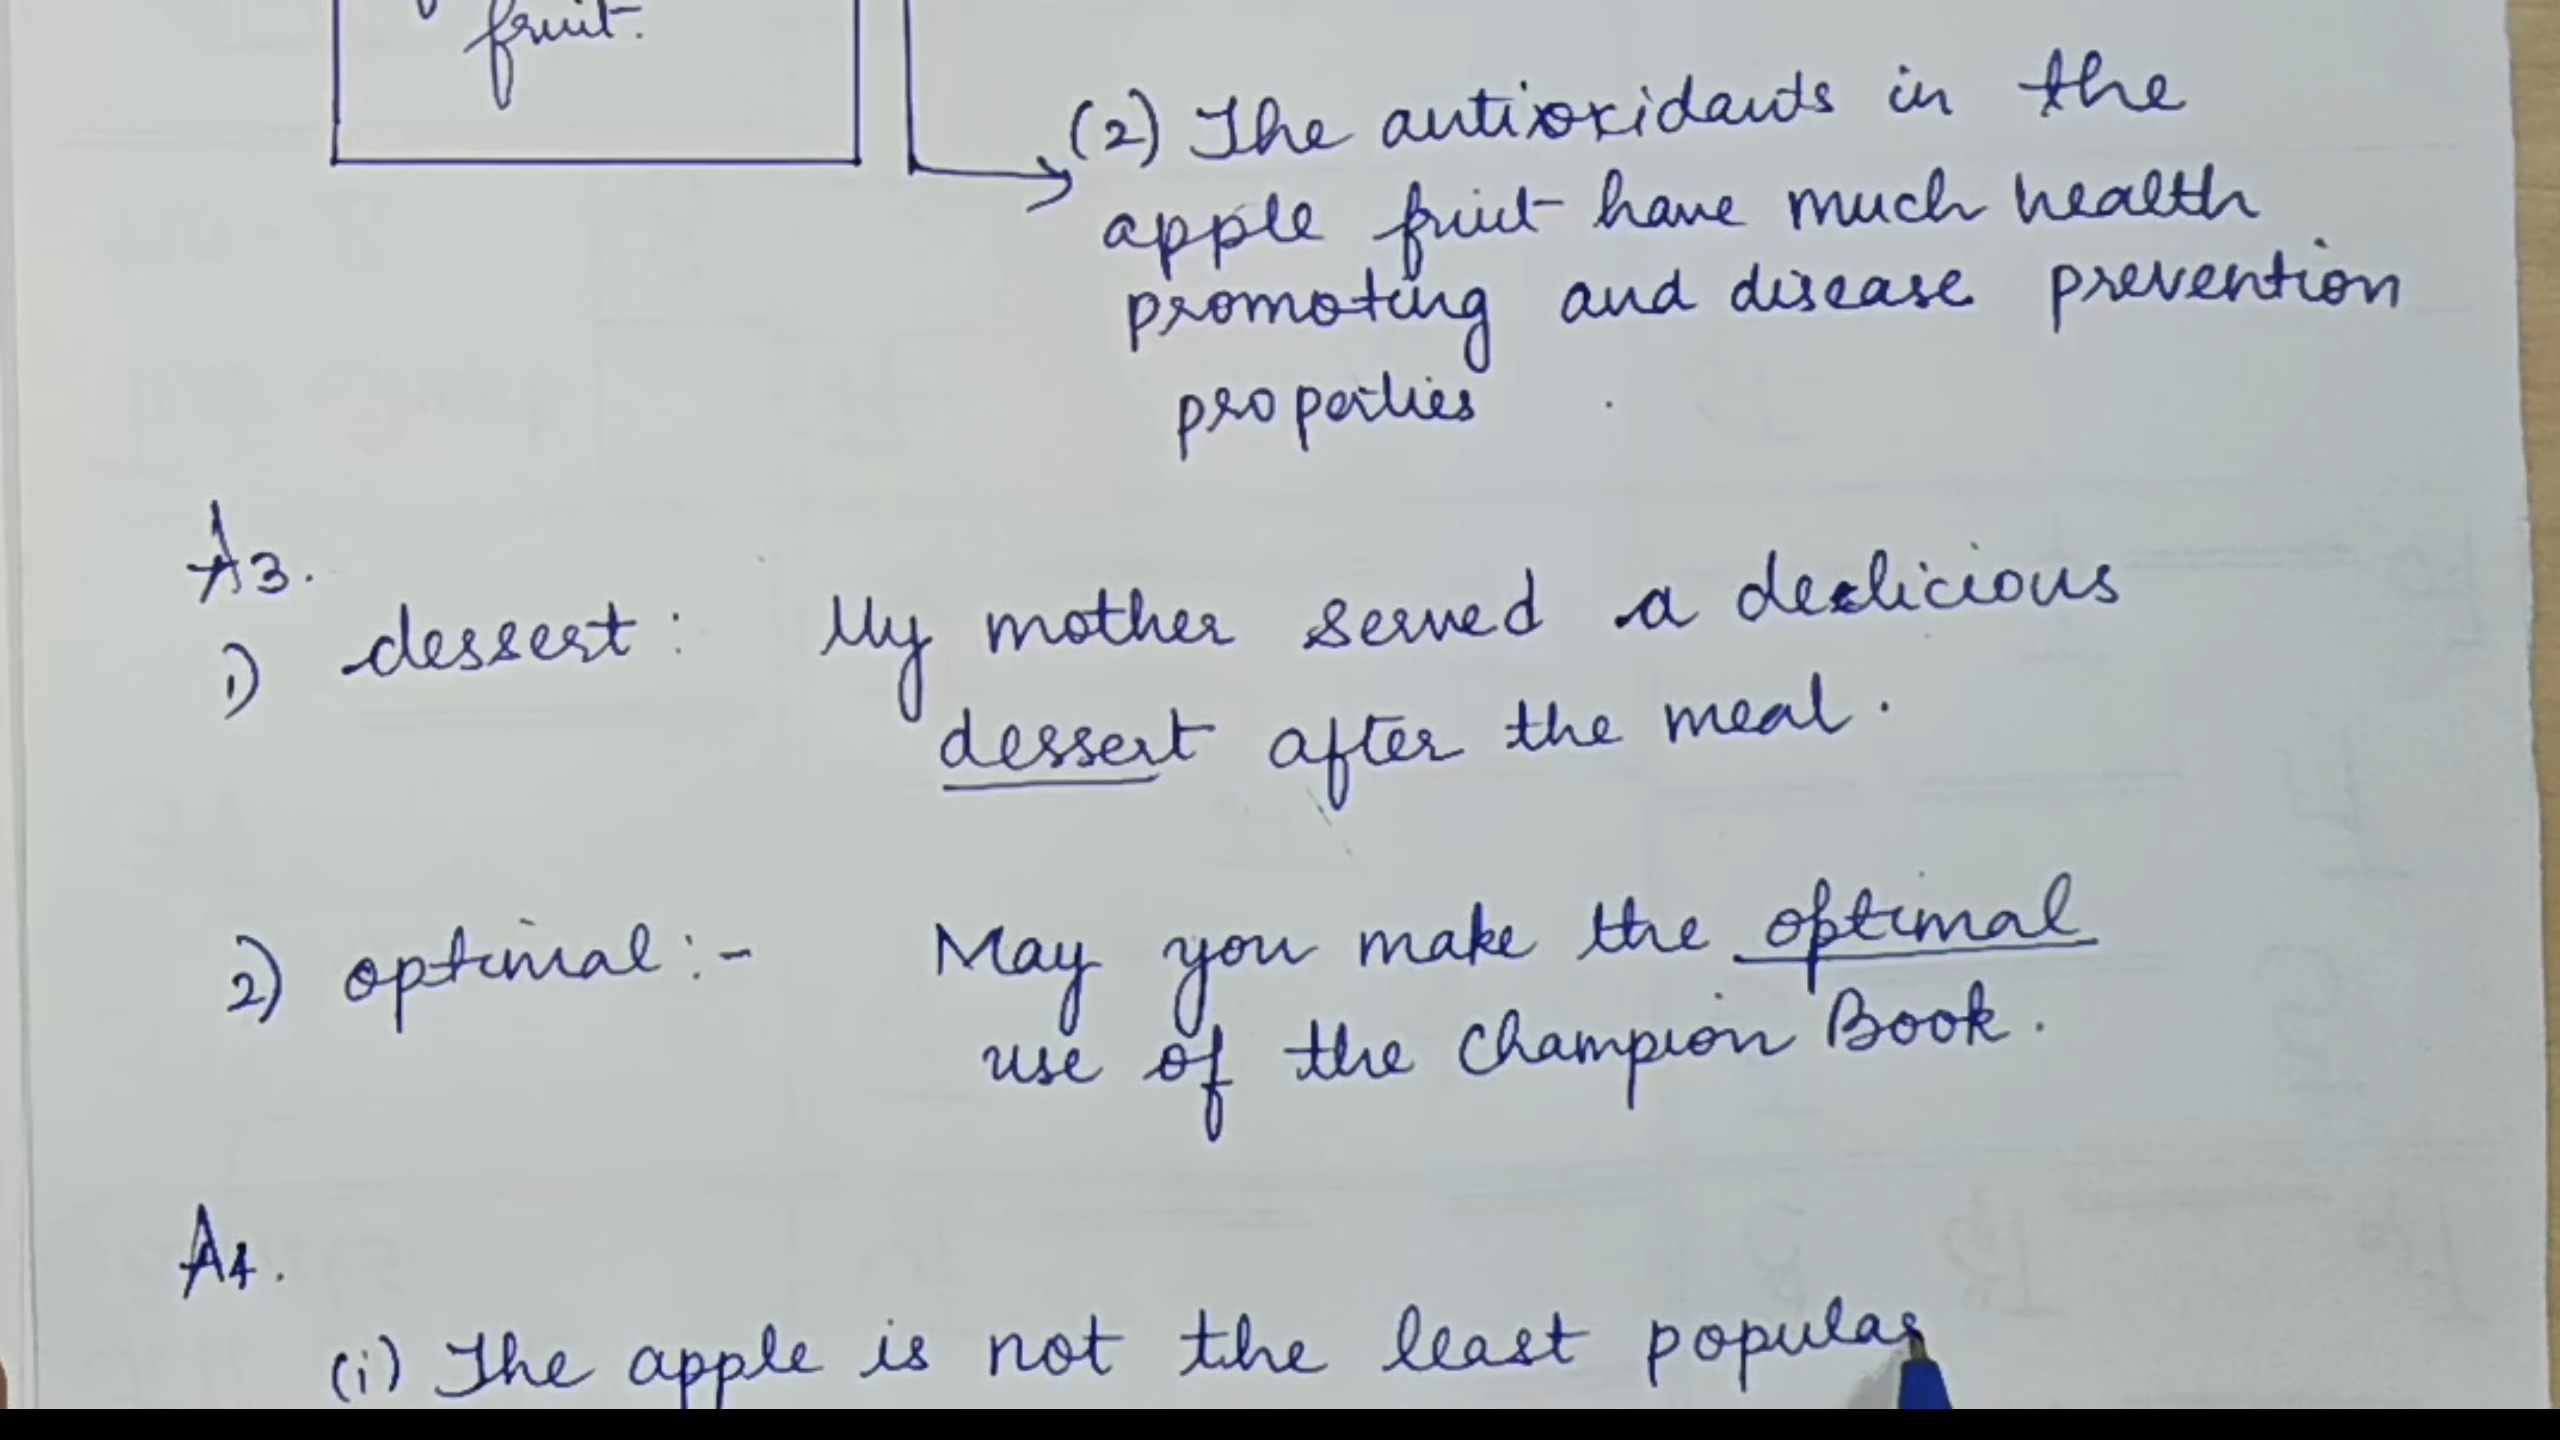 fruit.
(2) The antioxidants in the
apple fruit have much health
promoting and disease prevention
properties
A3.
1) dessert: My mother served a delicious
dessert after the meal.
2) optimal:- May you make the optimal
use of the Champion Book.
A4.
(i) The apple is not the least popular